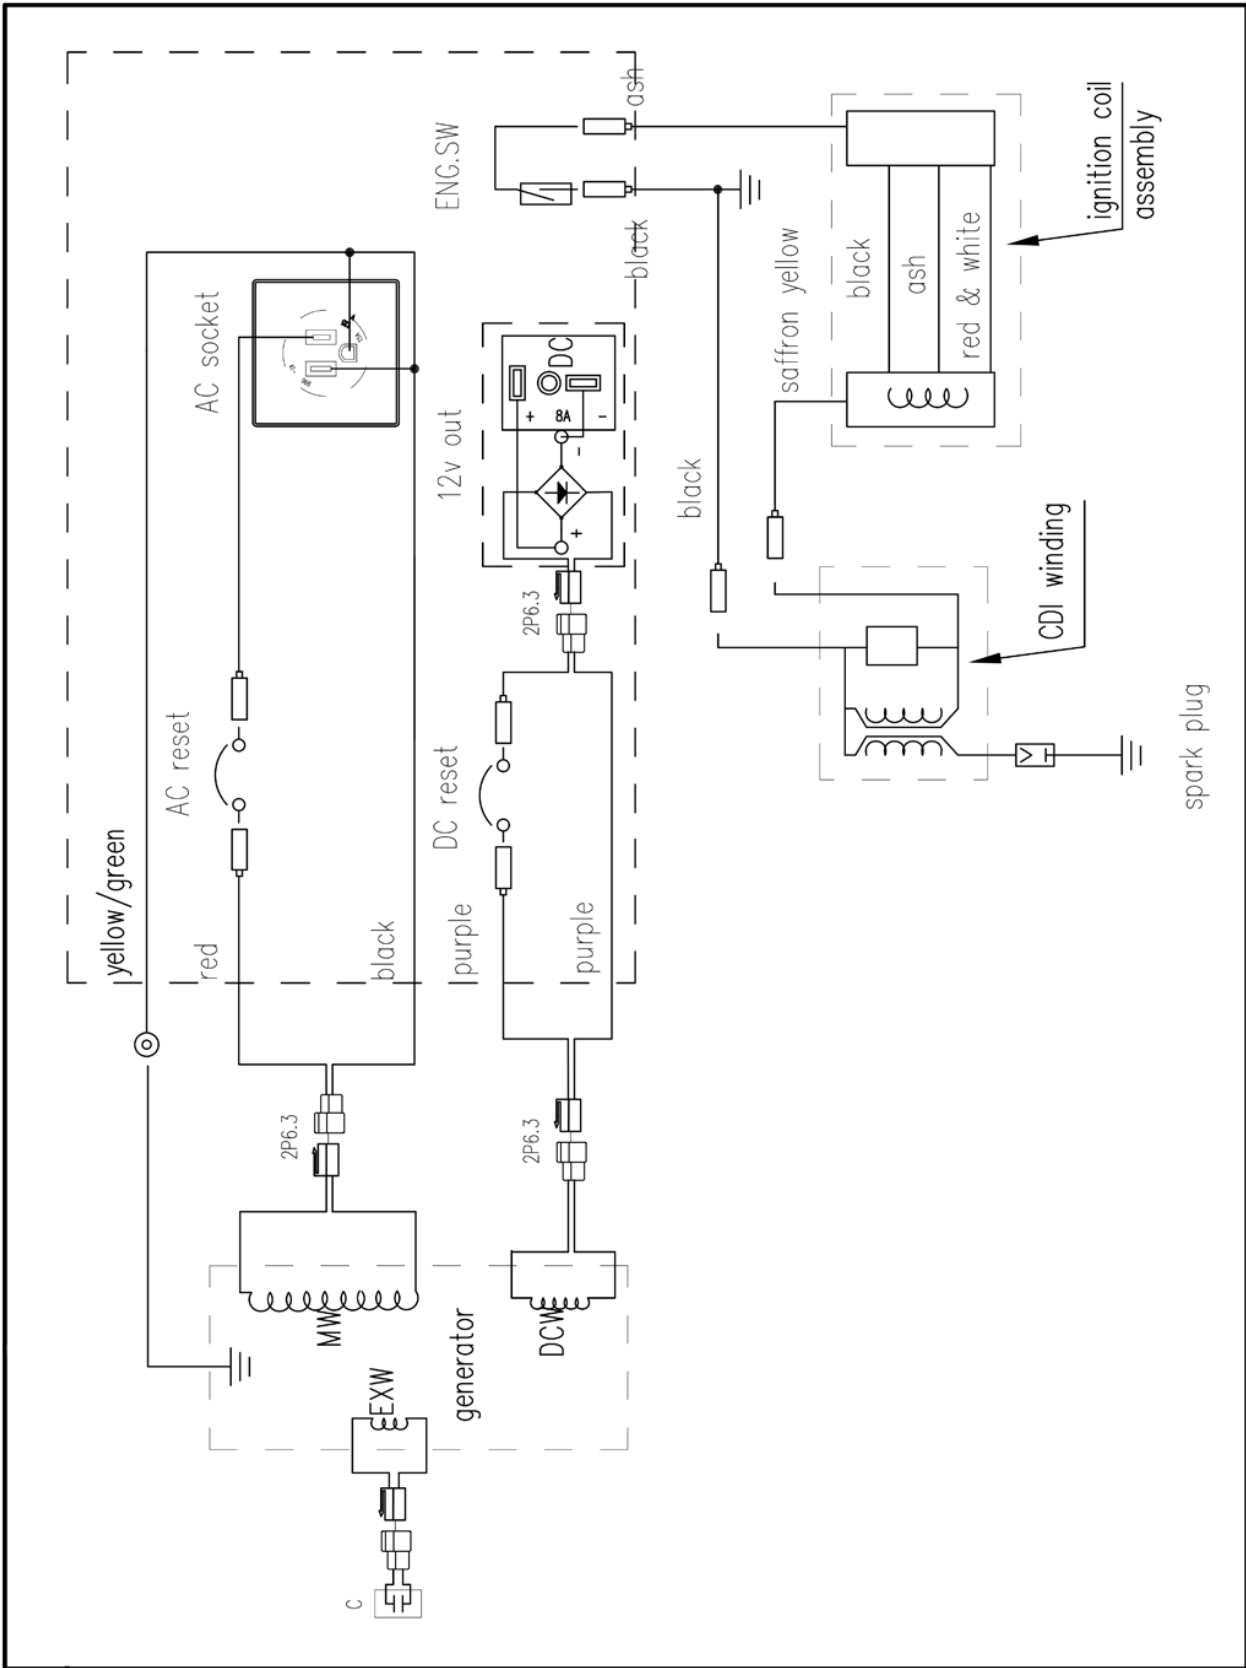 ENG.SW
ash
black
AC socket
12v out
DC
+ 8A −
−
+
2P6.3
AC reset
DC reset
yellow/green
red
black
purple
purple
2P6.3
2P6.3
MW
DCW
EXW
generator
C
ignition coil
assembly
black
ash
red & white
saffron yellow
black
CDI winding
spark plug